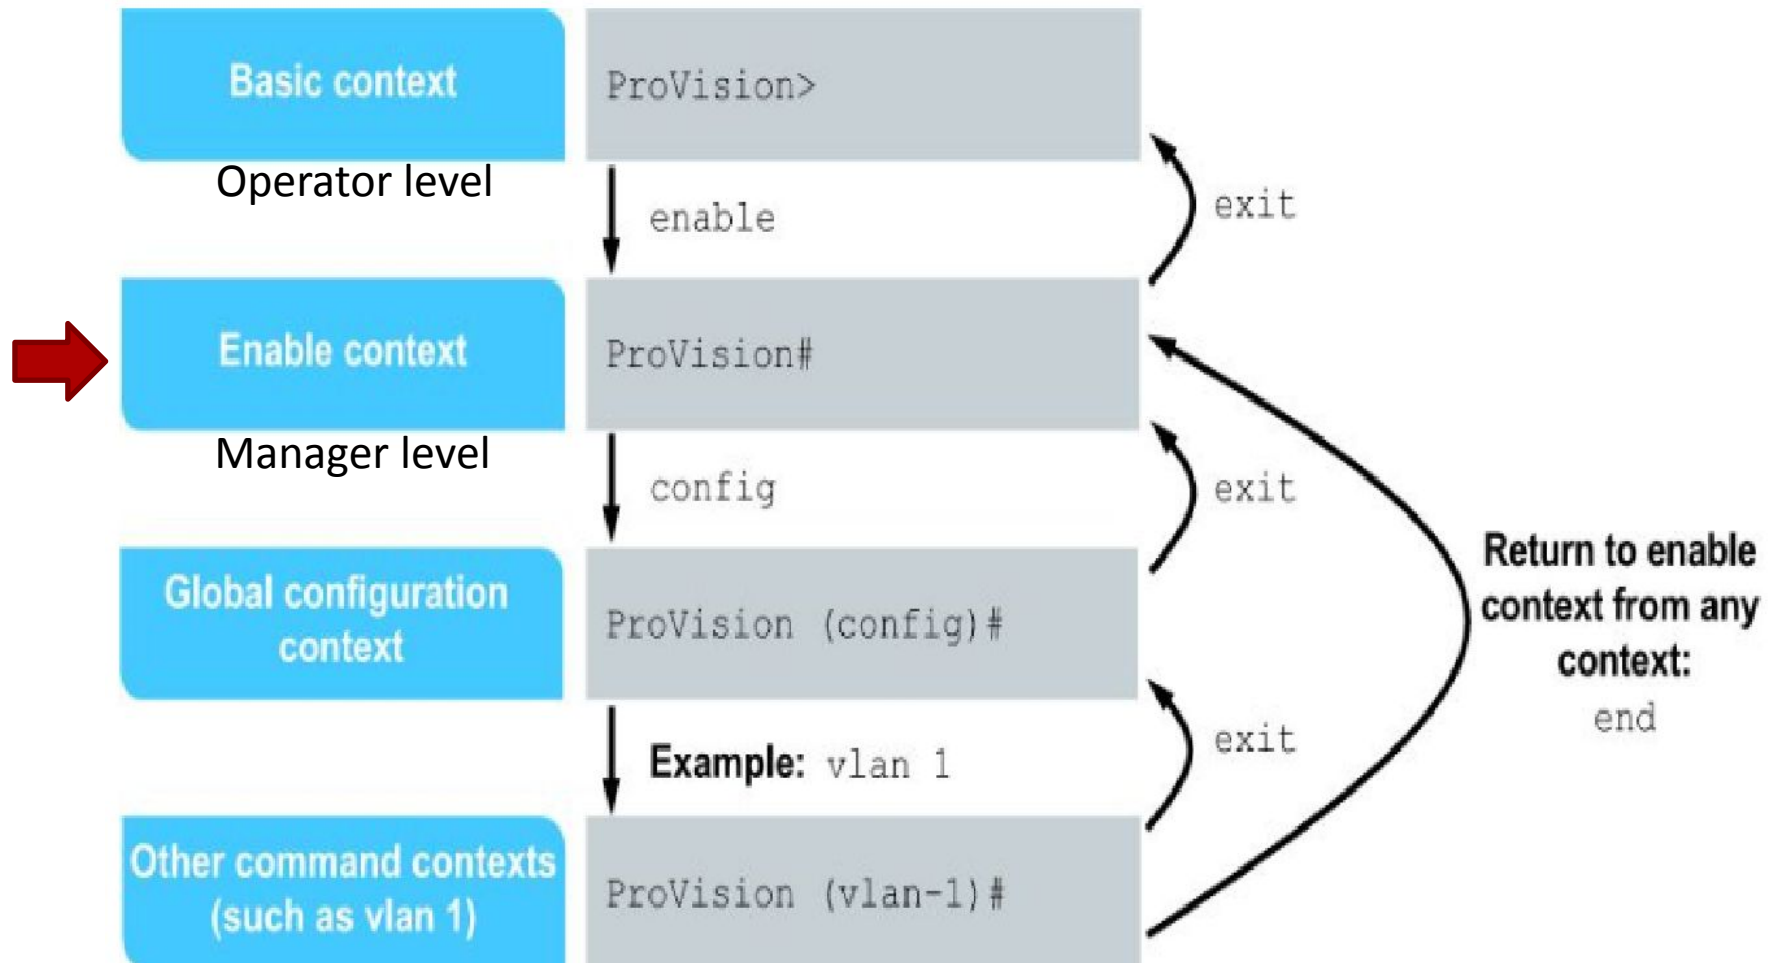 Basic context
ProVision>
Operator level
enable
exit
Enable context
ProVision#
Manager level
config
exit
Global configuration
context
ProVision (config)#
Return to enable
context from any
context:
end
Example: vlan 1
exit
Other command contexts
(such as vlan 1)
ProVision (vlan-1)#